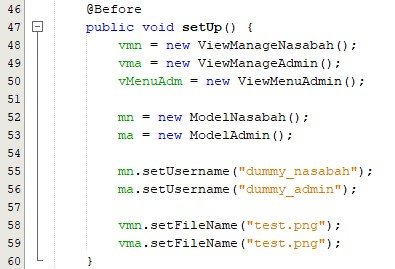 46 @Before
47 public void setUp() {
48 vmn = new ViewManageNasabah();
49 vma = new ViewManageAdmin();
50 vMenuAdm = new ViewMenuAdmin();
51
52 mn = new ModelNasabah();
53 ma = new ModelAdmin();
54
55 mn.setUsername("dummy_nasabah");
56 ma.setUsername("dummy_admin");
57
58 vmn.setFileName("test.png");
59 vma.setFileName("test.png");
60 }